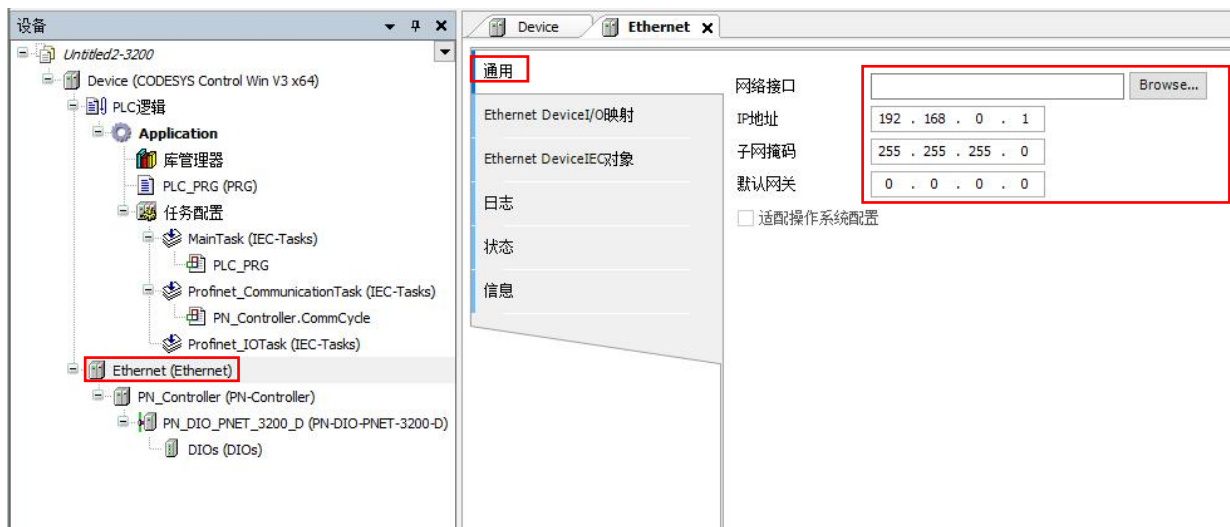 设备
Untitled2-3200
Device (CODESYS Control Win V3 x64)
PLC逻辑
Application
库管理器
PLC_PRG (PRG)
任务配置
MainTask (IEC-Tasks)
PLC_PRG
Profinet_CommunicationTask (IEC-Tasks)
PN_Controller.CommCycle
Profinet_IOTask (IEC-Tasks)
Ethernet (Ethernet)
PN_Controller (PN-Controller)
PN_DIO_PNET_3200_D (PN-DIO-PNET-3200-D)
DIOs (DIOs)
Device
Ethernet
通用
Ethernet DeviceI/O映射
Ethernet DeviceIEC对象
日志
状态
信息
网络接口 Browse...
IP地址 192 . 168 . 0 . 1
子网掩码 255 . 255 . 255 . 0
默认网关 0 . 0 . 0 . 0
适配操作系统配置